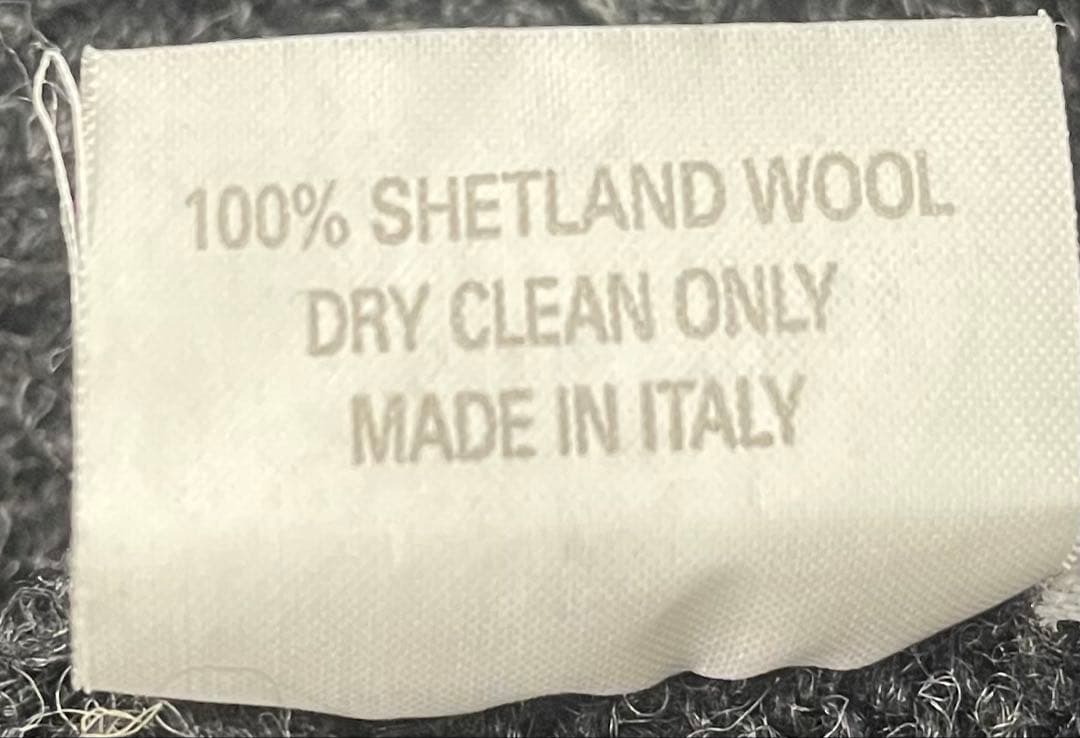 100% SHETLAND WOOL
DRY CLEAN ONLY
MADE IN ITALY